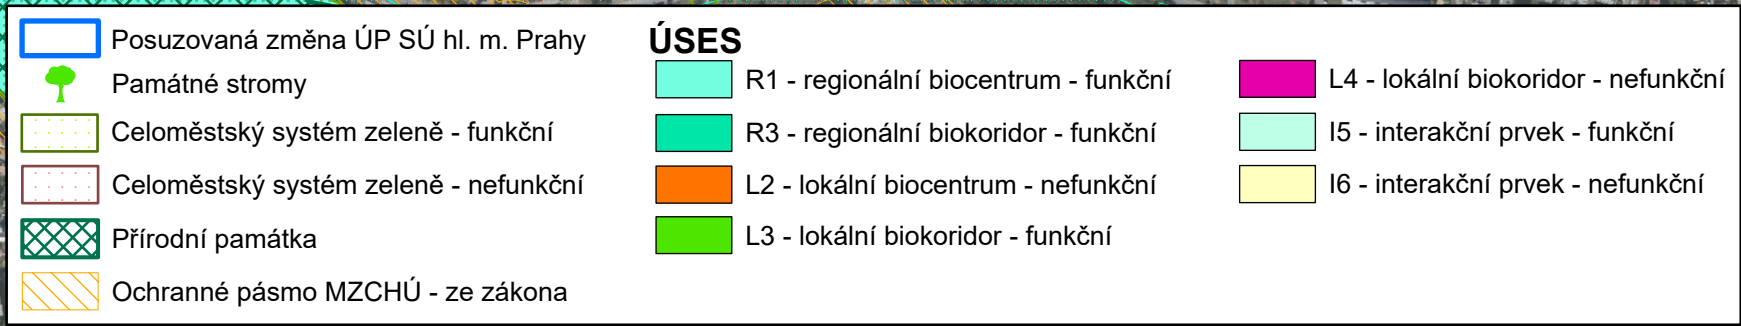 Posuzovaná změna ÚP SÚ hl. m. Prahy
Památné stromy
Celoměstský systém zeleně - funkční
Celoměstský systém zeleně - nefunkční
Přírodní památka
Ochranné pásmo MZCHÚ - ze zákona
ÚSES
R1 - regionální biocentrum - funkční
R3 - regionální biokoridor - funkční
L2 - lokální biocentrum - nefunkční
L3 - lokální biokoridor - funkční
L4 - lokální biokoridor - nefunkční
I5 - interakční prvek - funkční
I6 - interakční prvek - nefunkční